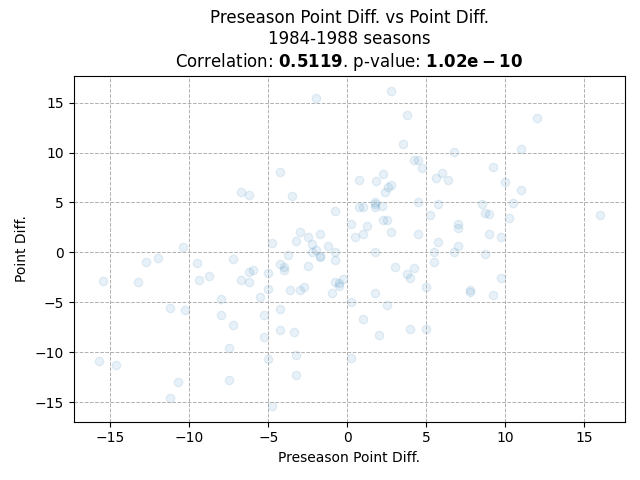 Preseason Point Diff. vs Point Diff.
1984-1988 seasons
Correlation: 0.5119. p-value: 1.02e − 10
15
10
5
0
−5
−10
−15
Point Diff.
−15 −10 −5 0 5 10 15
Preseason Point Diff.